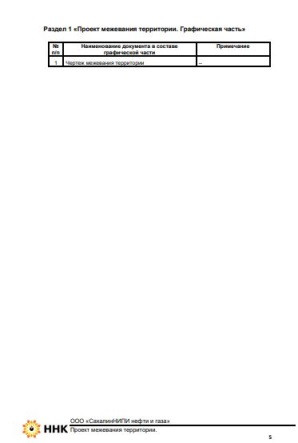 Раздел 1 «Проект межевания территории. Графическая часть»
№ п/п Наименование документа в составе графической части Примечание
1 Чертеж межевания территории –
ООО «СахалинНИПИ нефти и газа»
ННК Проект межевания территории.
5